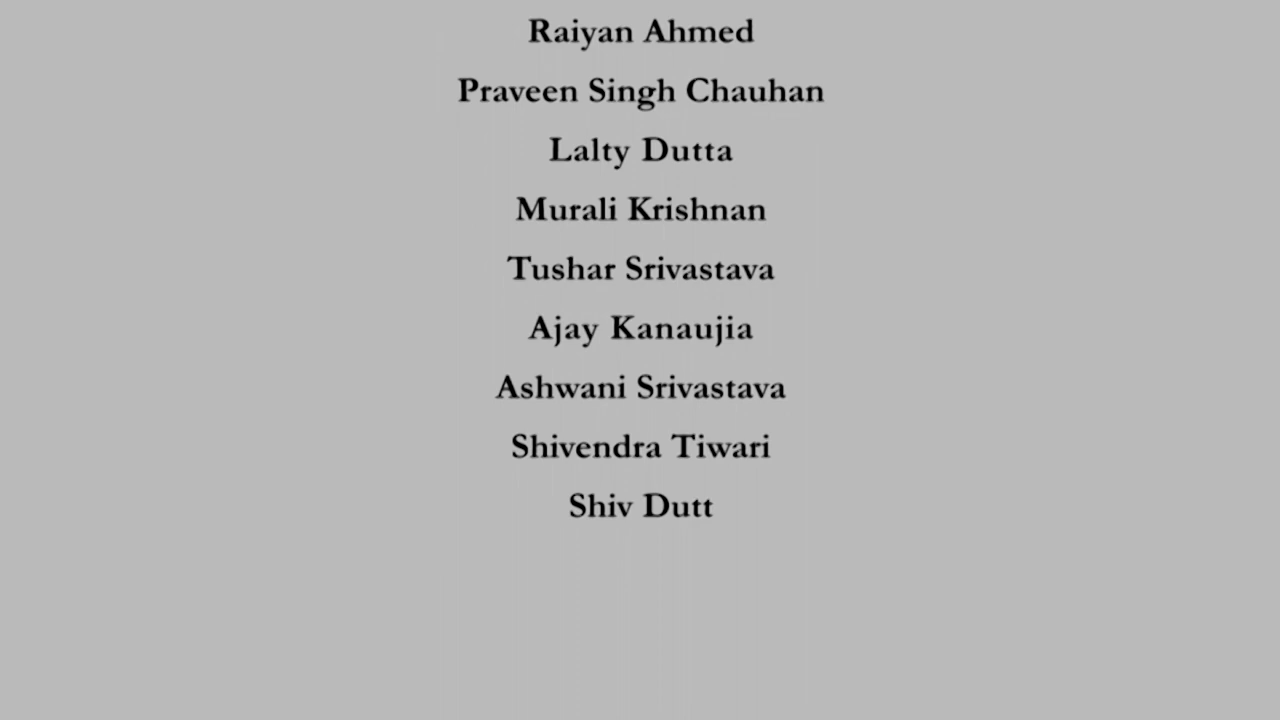 Raiyan Ahmed
Praveen Singh Chauhan
Lalty Dutta
Murali Krishnan
Tushar Srivastava
Ajay Kanaujia
Ashwani Srivastava
Shivendra Tiwari
Shiv Dutt